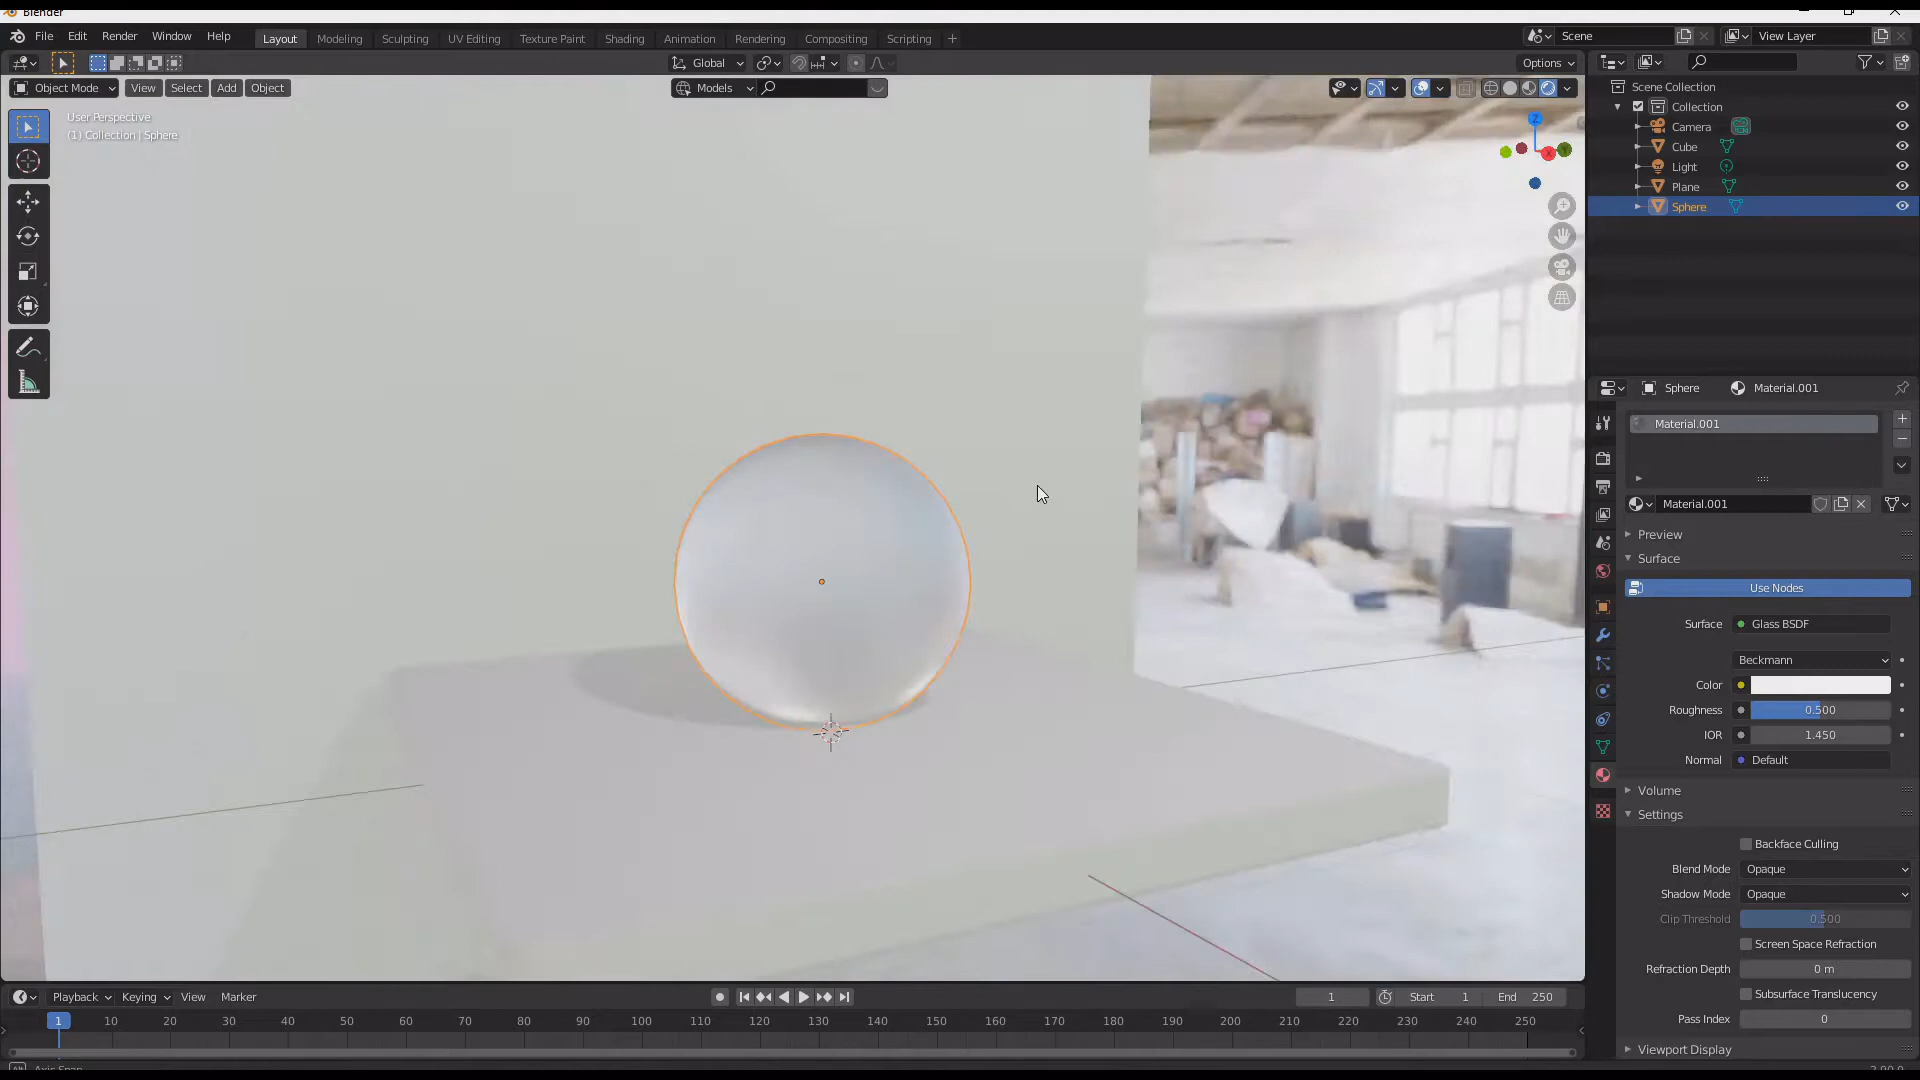 Blender
File Edit Render Window Help
Layout Modeling Sculpting UV Editing Texture Paint Shading Animation Rendering Compositing Scripting +
Scene
View Layer
Global
Options
Object Mode View Select Add Object
Models
User Perspective
(1) Collection | Sphere
Z
X
Y
Scene Collection
Collection
Camera
Cube
Light
Plane
Sphere
Sphere Material.001
Material.001
Material.001
Preview
Surface
Use Nodes
Surface Glass BSDF
Beckmann
Color
Roughness 0.500
IOR 1.450
Normal Default
Volume
Settings
Backface Culling
Blend Mode Opaque
Shadow Mode Opaque
Clip Threshold 0.500
Screen Space Refraction
Refraction Depth 0 m
Subsurface Translucency
Pass Index 0
Viewport Display
Playback Keying View Marker
1 Start 1 End 250
1 10 20 30 40 50 60 70 80 90 100 110 120 130 140 150 160 170 180 190 200 210 220 230 240 250
Axis Snap
2.90.0